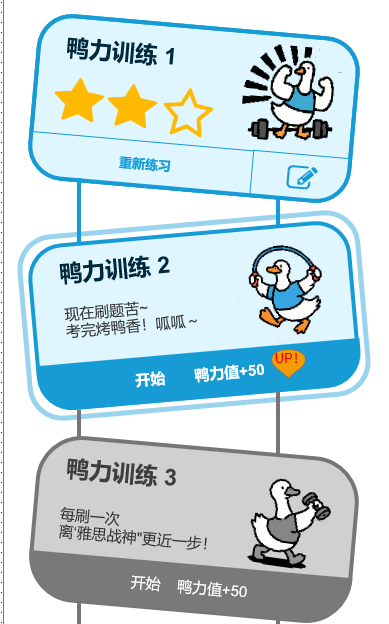 鸭力训练 1
重新练习
鸭力训练 2
现在刷题苦~
考完烤鸭香！呱呱～
开始 鸭力值+50 UP!
鸭力训练 3
每刷一次
离‘雅思战神"更近一步！
开始 鸭力值+50